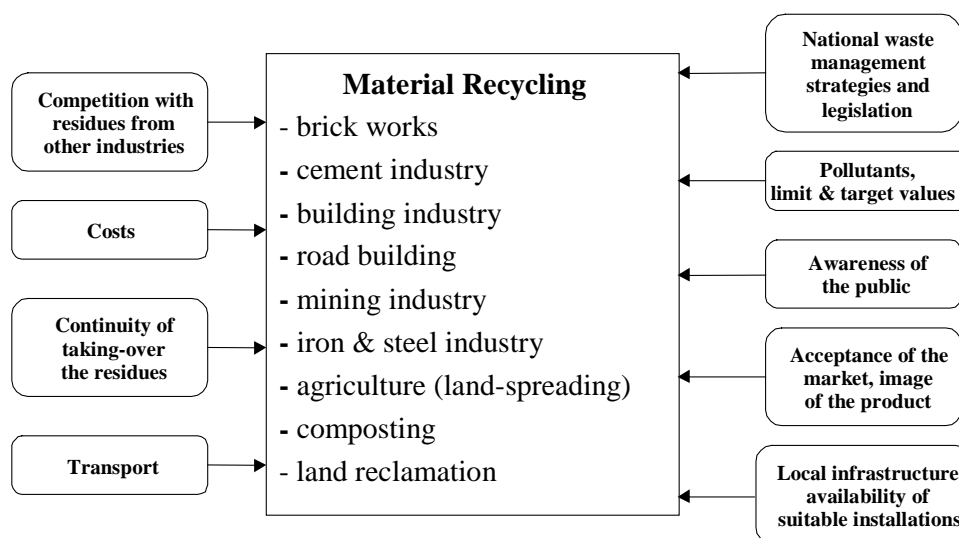 Competition with
residues from
other industries
Costs
Continuity of
taking-over
the residues
Transport
Material Recycling
- brick works
- cement industry
- building industry
- road building
- mining industry
- iron & steel industry
- agriculture (land-spreading)
- composting
- land reclamation
National waste
management
strategies and
legislation
Pollutants,
limit & target values
Awareness of
the public
Acceptance of the
market, image
of the product
Local infrastructure
availability of
suitable installations